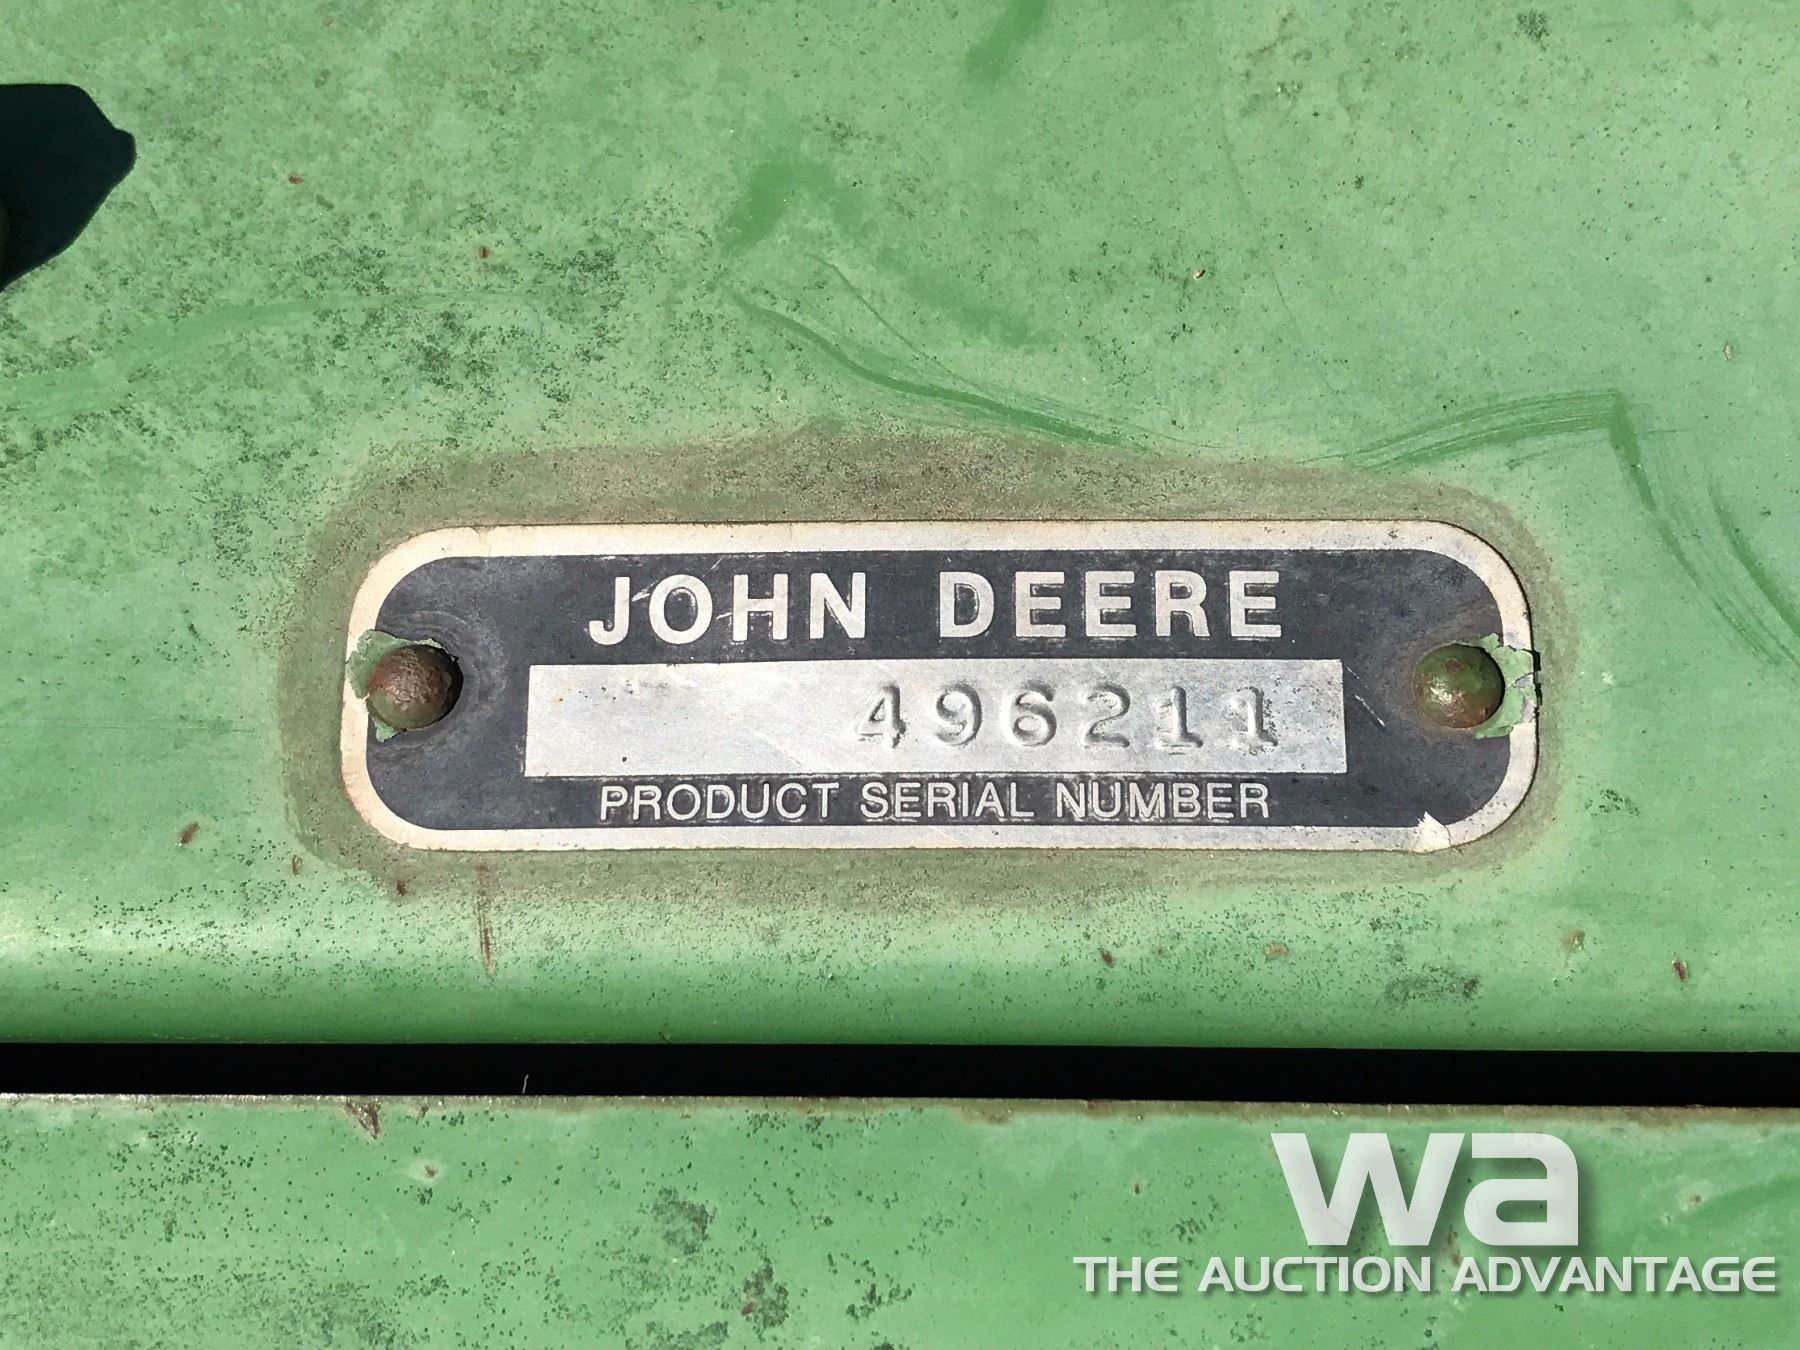 JOHN DEERE
496211
PRODUCT SERIAL NUMBER
wa
THE AUCTION ADVANTAGE